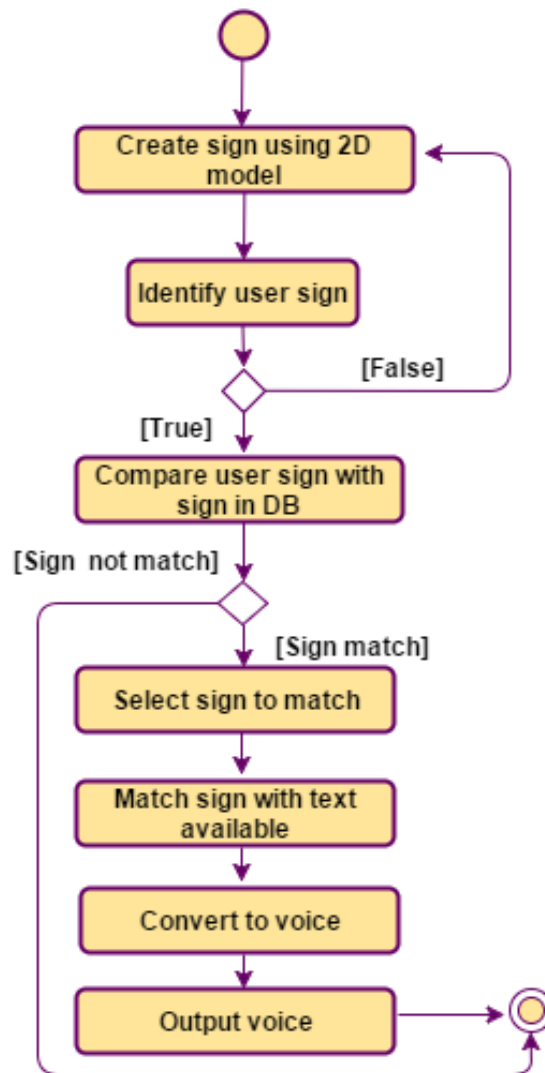 Create sign using 2D
model
Identify user sign
[False]
[True]
Compare user sign with
sign in DB
[Sign  not match]
[Sign match]
Select sign to match
Match sign with text
available
Convert to voice
Output voice